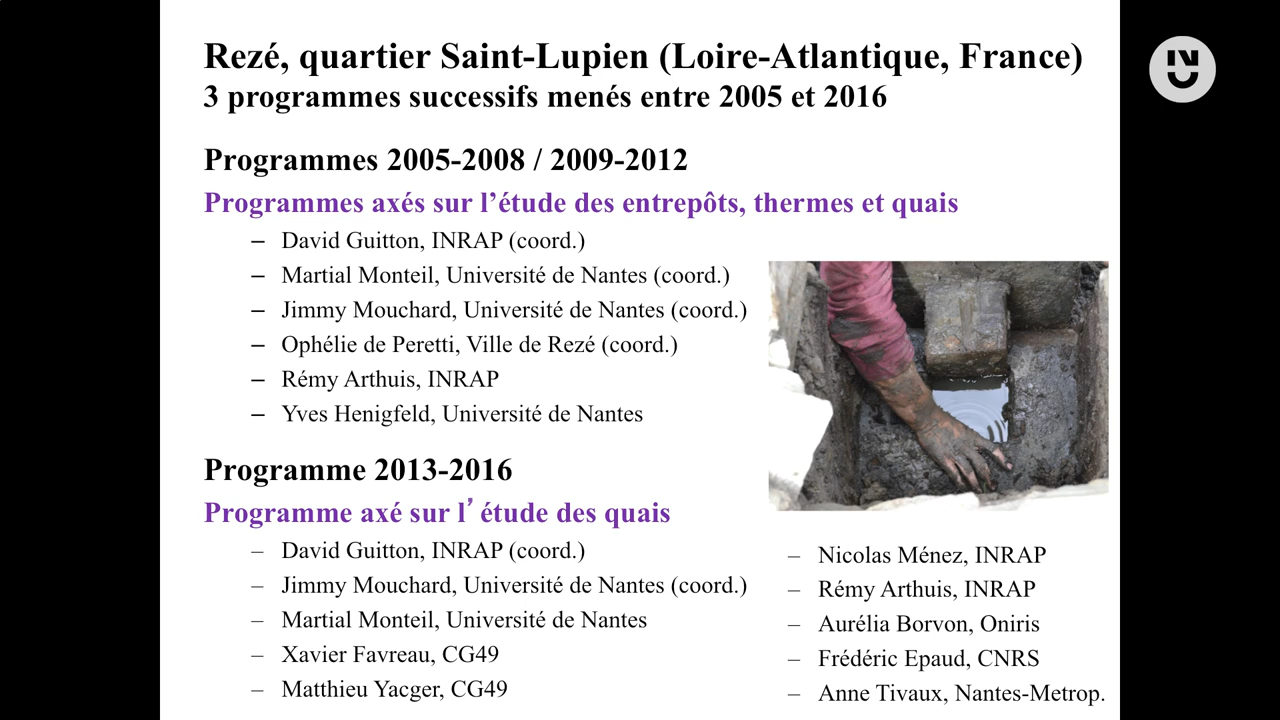 Rezé, quartier Saint-Lupien (Loire-Atlantique, France)
3 programmes successifs menés entre 2005 et 2016
Programmes 2005-2008 / 2009-2012
Programmes axés sur l’étude des entrepôts, thermes et quais
– David Guitton, INRAP (coord.)
– Martial Monteil, Université de Nantes (coord.)
– Jimmy Mouchard, Université de Nantes (coord.)
– Ophélie de Peretti, Ville de Rezé (coord.)
– Rémy Arthuis, INRAP
– Yves Henigfeld, Université de Nantes
Programme 2013-2016
Programme axé sur l’ étude des quais
– David Guitton, INRAP (coord.)
– Jimmy Mouchard, Université de Nantes (coord.)
– Martial Monteil, Université de Nantes
– Xavier Favreau, CG49
– Matthieu Yacger, CG49
– Nicolas Ménez, INRAP
– Rémy Arthuis, INRAP
– Aurélia Borvon, Oniris
– Frédéric Epaud, CNRS
– Anne Tivaux, Nantes-Metrop.